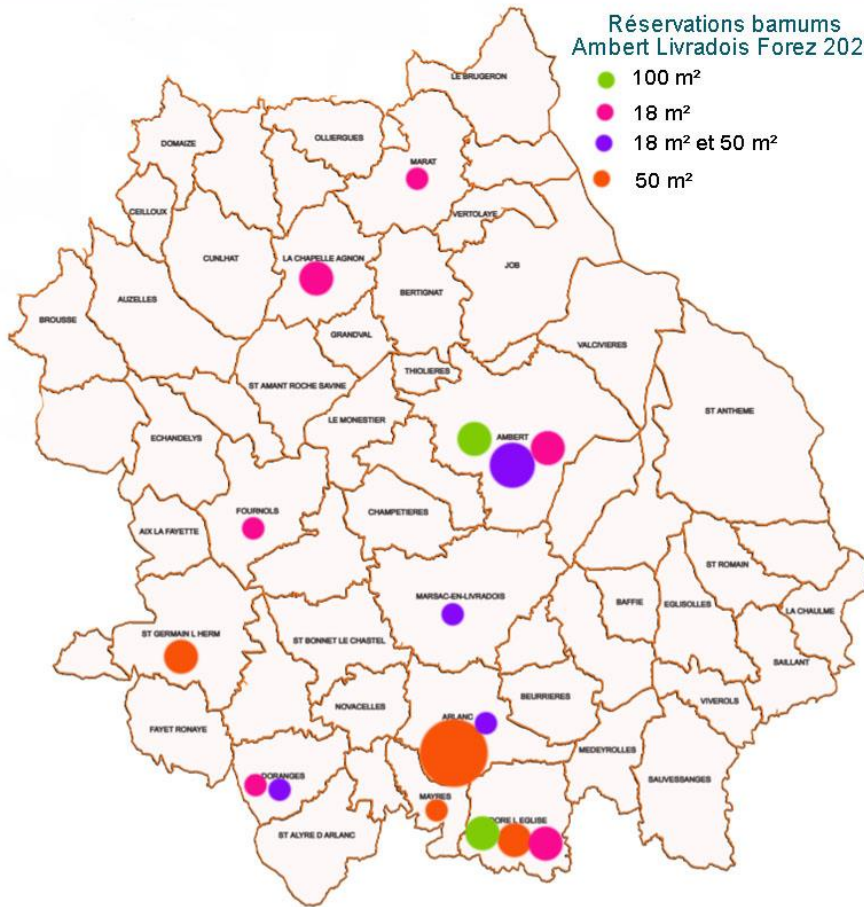 Réservations barnums
Ambert Livradois Forez 202
100 m²
18 m²
18 m² et 50 m²
50 m²
LE BRUGERON
DOMAIZE
OLLIERGUES
MARAT
CEILLOUX
VERTOLAYE
CUNLHAT
LA CHAPELLE AGNON
JOB
BERTIGNAT
AUZELLES
BROUSSE
GRANDVAL
VALCIVIERES
THIOLIERES
ST AMANT ROCHE SAVINE
ST ANTHEME
LE MONESTIER
ECHANDELYS
AMBERT
FOURNOLS
CHAMPETIERES
AIX LA FAYETTE
ST ROMAIN
MARSAC-EN-LIVRADOIS
BAFFIE
EGLISOLLES
LA CHAULME
ST GERMAIN L HERM
ST BONNET LE CHASTEL
SAILLANT
BEURRIERES
VIVEROLS
NOVACELLES
ARLANC
FAYET RONAYE
MEDEYROLLES
DORANGES
SAUVESSANGES
MAYRES
DORE L EGLISE
ST ALYRE D ARLANC